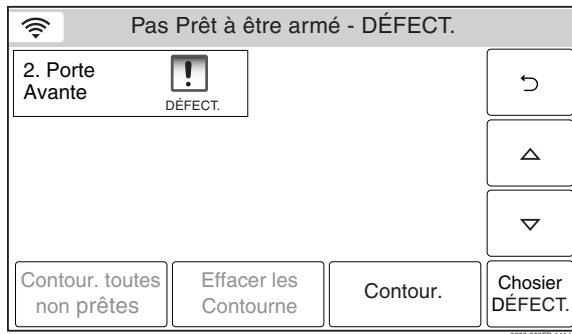 Pas Prêt à être armé - DÉFECT.
2. Porte
Avante
DÉFECT.
Contour. toutes
non prêtes
Effacer les
Contourne
Contour.
Chosier
DÉFECT.